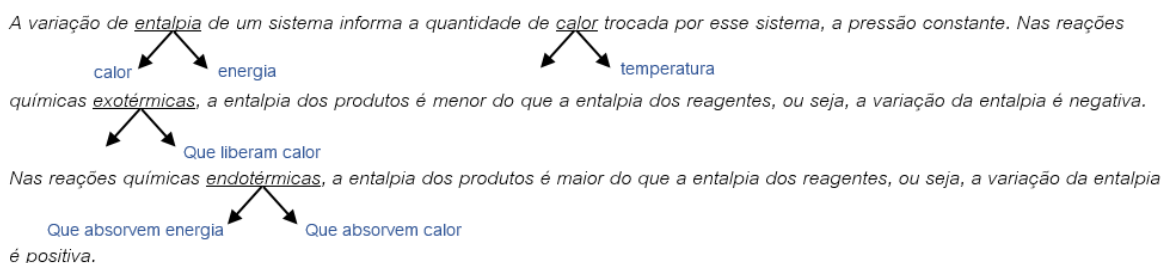 A variação de entalpia de um sistema informa a quantidade de calor trocada por esse sistema, a pressão constante. Nas reações
calor energia temperatura
químicas exotérmicas, a entalpia dos produtos é menor do que a entalpia dos reagentes, ou seja, a variação da entalpia é negativa.
Que liberam calor
Nas reações químicas endotérmicas, a entalpia dos produtos é maior do que a entalpia dos reagentes, ou seja, a variação da entalpia
Que absorvem energia Que absorvem calor
é positiva.